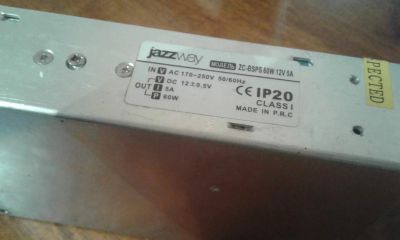 jazzway МОДЕЛЬ ZC-BSPS 60W 12V 5A
IN V AC 170~250V 50/60Hz
V DC 12±0.5V
OUT I 5A
P 60W
CE IP20
CLASS I
MADE IN P.R.C
PECTED